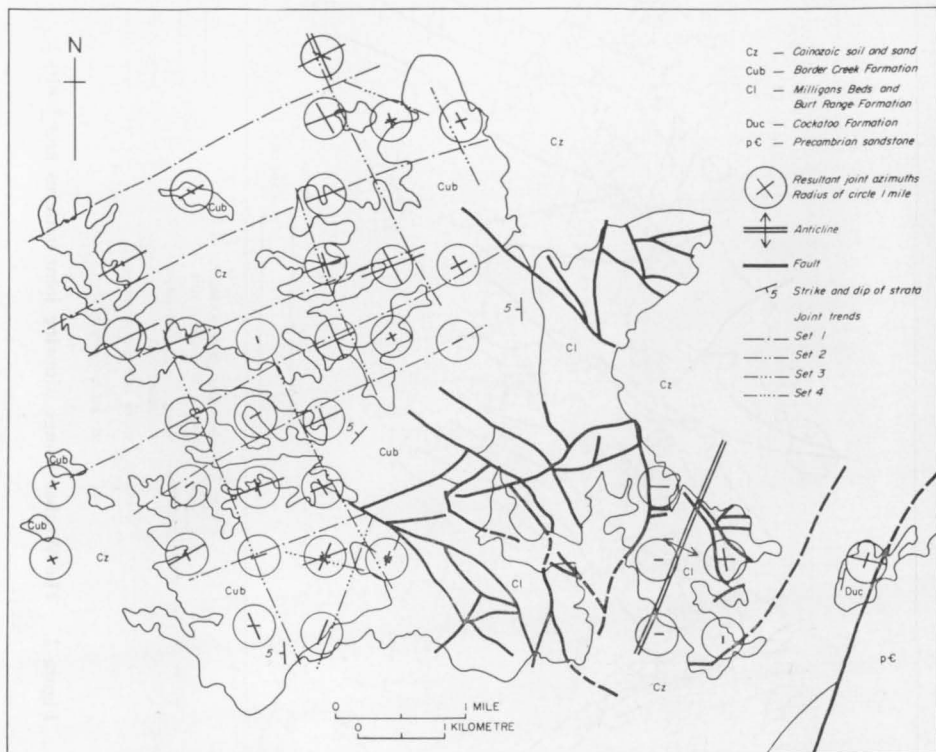 N
Cz — Cainozoic soil and sand
Cub — Border Creek Formation
Cl — Milligans Beds and
Burt Range Formation
Duc — Cockatoo Formation
p€ — Precambrian sandstone
Resultant joint azimuths
Radius of circle 1 mile
Anticline
Fault
5 Strike and dip of strata
Joint trends
Set 1
Set 2
Set 3
Set 4
Cz
Cub
Cub
Cz
5
Cl
Cz
5
Cub
Cub
Cub
Cz
Cl
Cl
Cub
Duc
5
p€
Cz
0 1 MILE
0 1 KILOMETRE